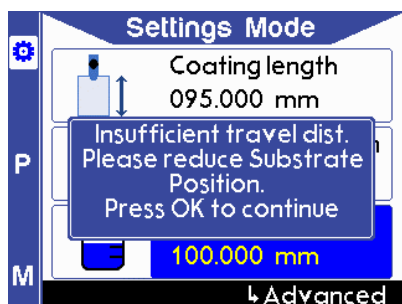 Settings Mode
Coating length
095.000 mm
Insufficient travel dist.
Please reduce Substrate
Position.
Press OK to continue
P
100.000 mm
M
↳Advanced